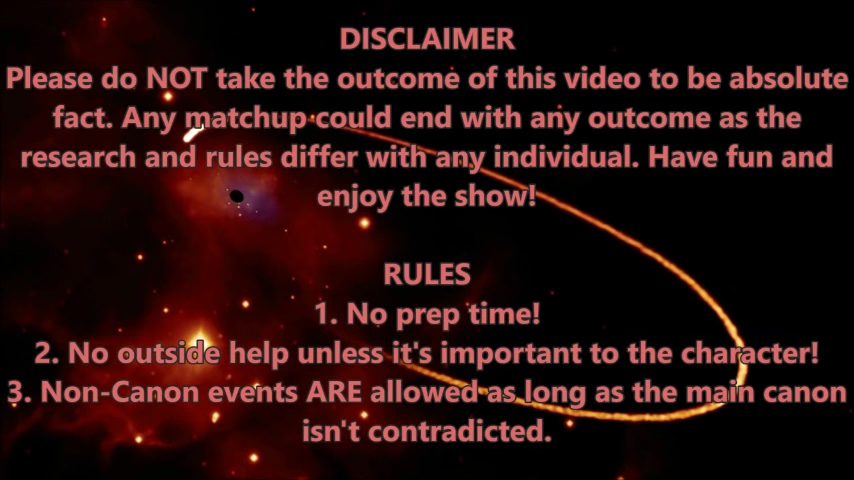 DISCLAIMER
Please do NOT take the outcome of this video to be absolute
fact. Any matchup could end with any outcome as the
research and rules differ with any individual. Have fun and
enjoy the show!
RULES
1. No prep time!
2. No outside help unless it's important to the character!
3. Non-Canon events ARE allowed as long as the main canon
isn't contradicted.